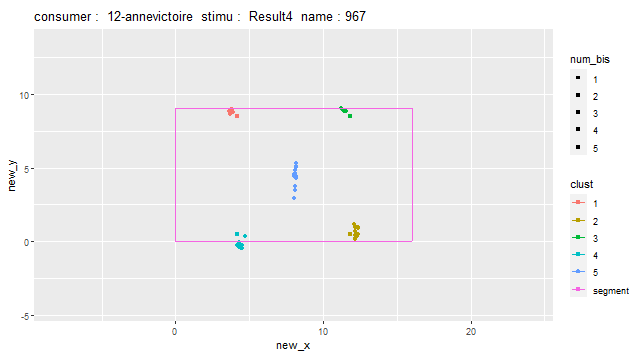 consumer :  12-annevictoire  stimu :  Result4  name : 967
new_y
10
5
0
-5
0
10
20
new_x
num_bis
1
2
3
4
5
clust
1
2
3
4
5
segment